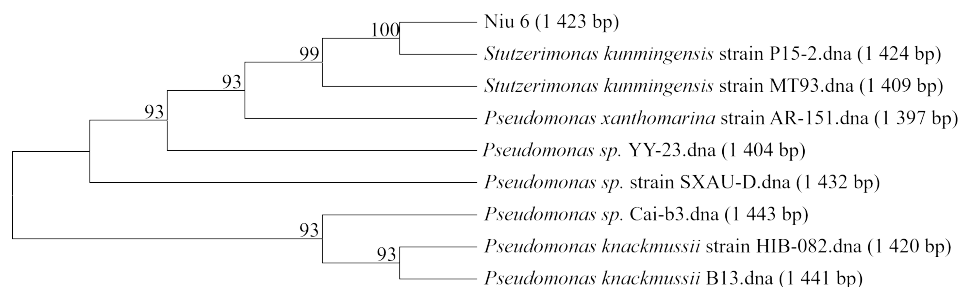 Niu 6 (1 423 bp)
100
Stutzerimonas kunmingensis strain P15-2.dna (1 424 bp)
99
Stutzerimonas kunmingensis strain MT93.dna (1 409 bp)
93
Pseudomonas xanthomarina strain AR-151.dna (1 397 bp)
93
Pseudomonas sp. YY-23.dna (1 404 bp)
Pseudomonas sp. strain SXAU-D.dna (1 432 bp)
Pseudomonas sp. Cai-b3.dna (1 443 bp)
93
Pseudomonas knackmussii strain HIB-082.dna (1 420 bp)
93
Pseudomonas knackmussii B13.dna (1 441 bp)